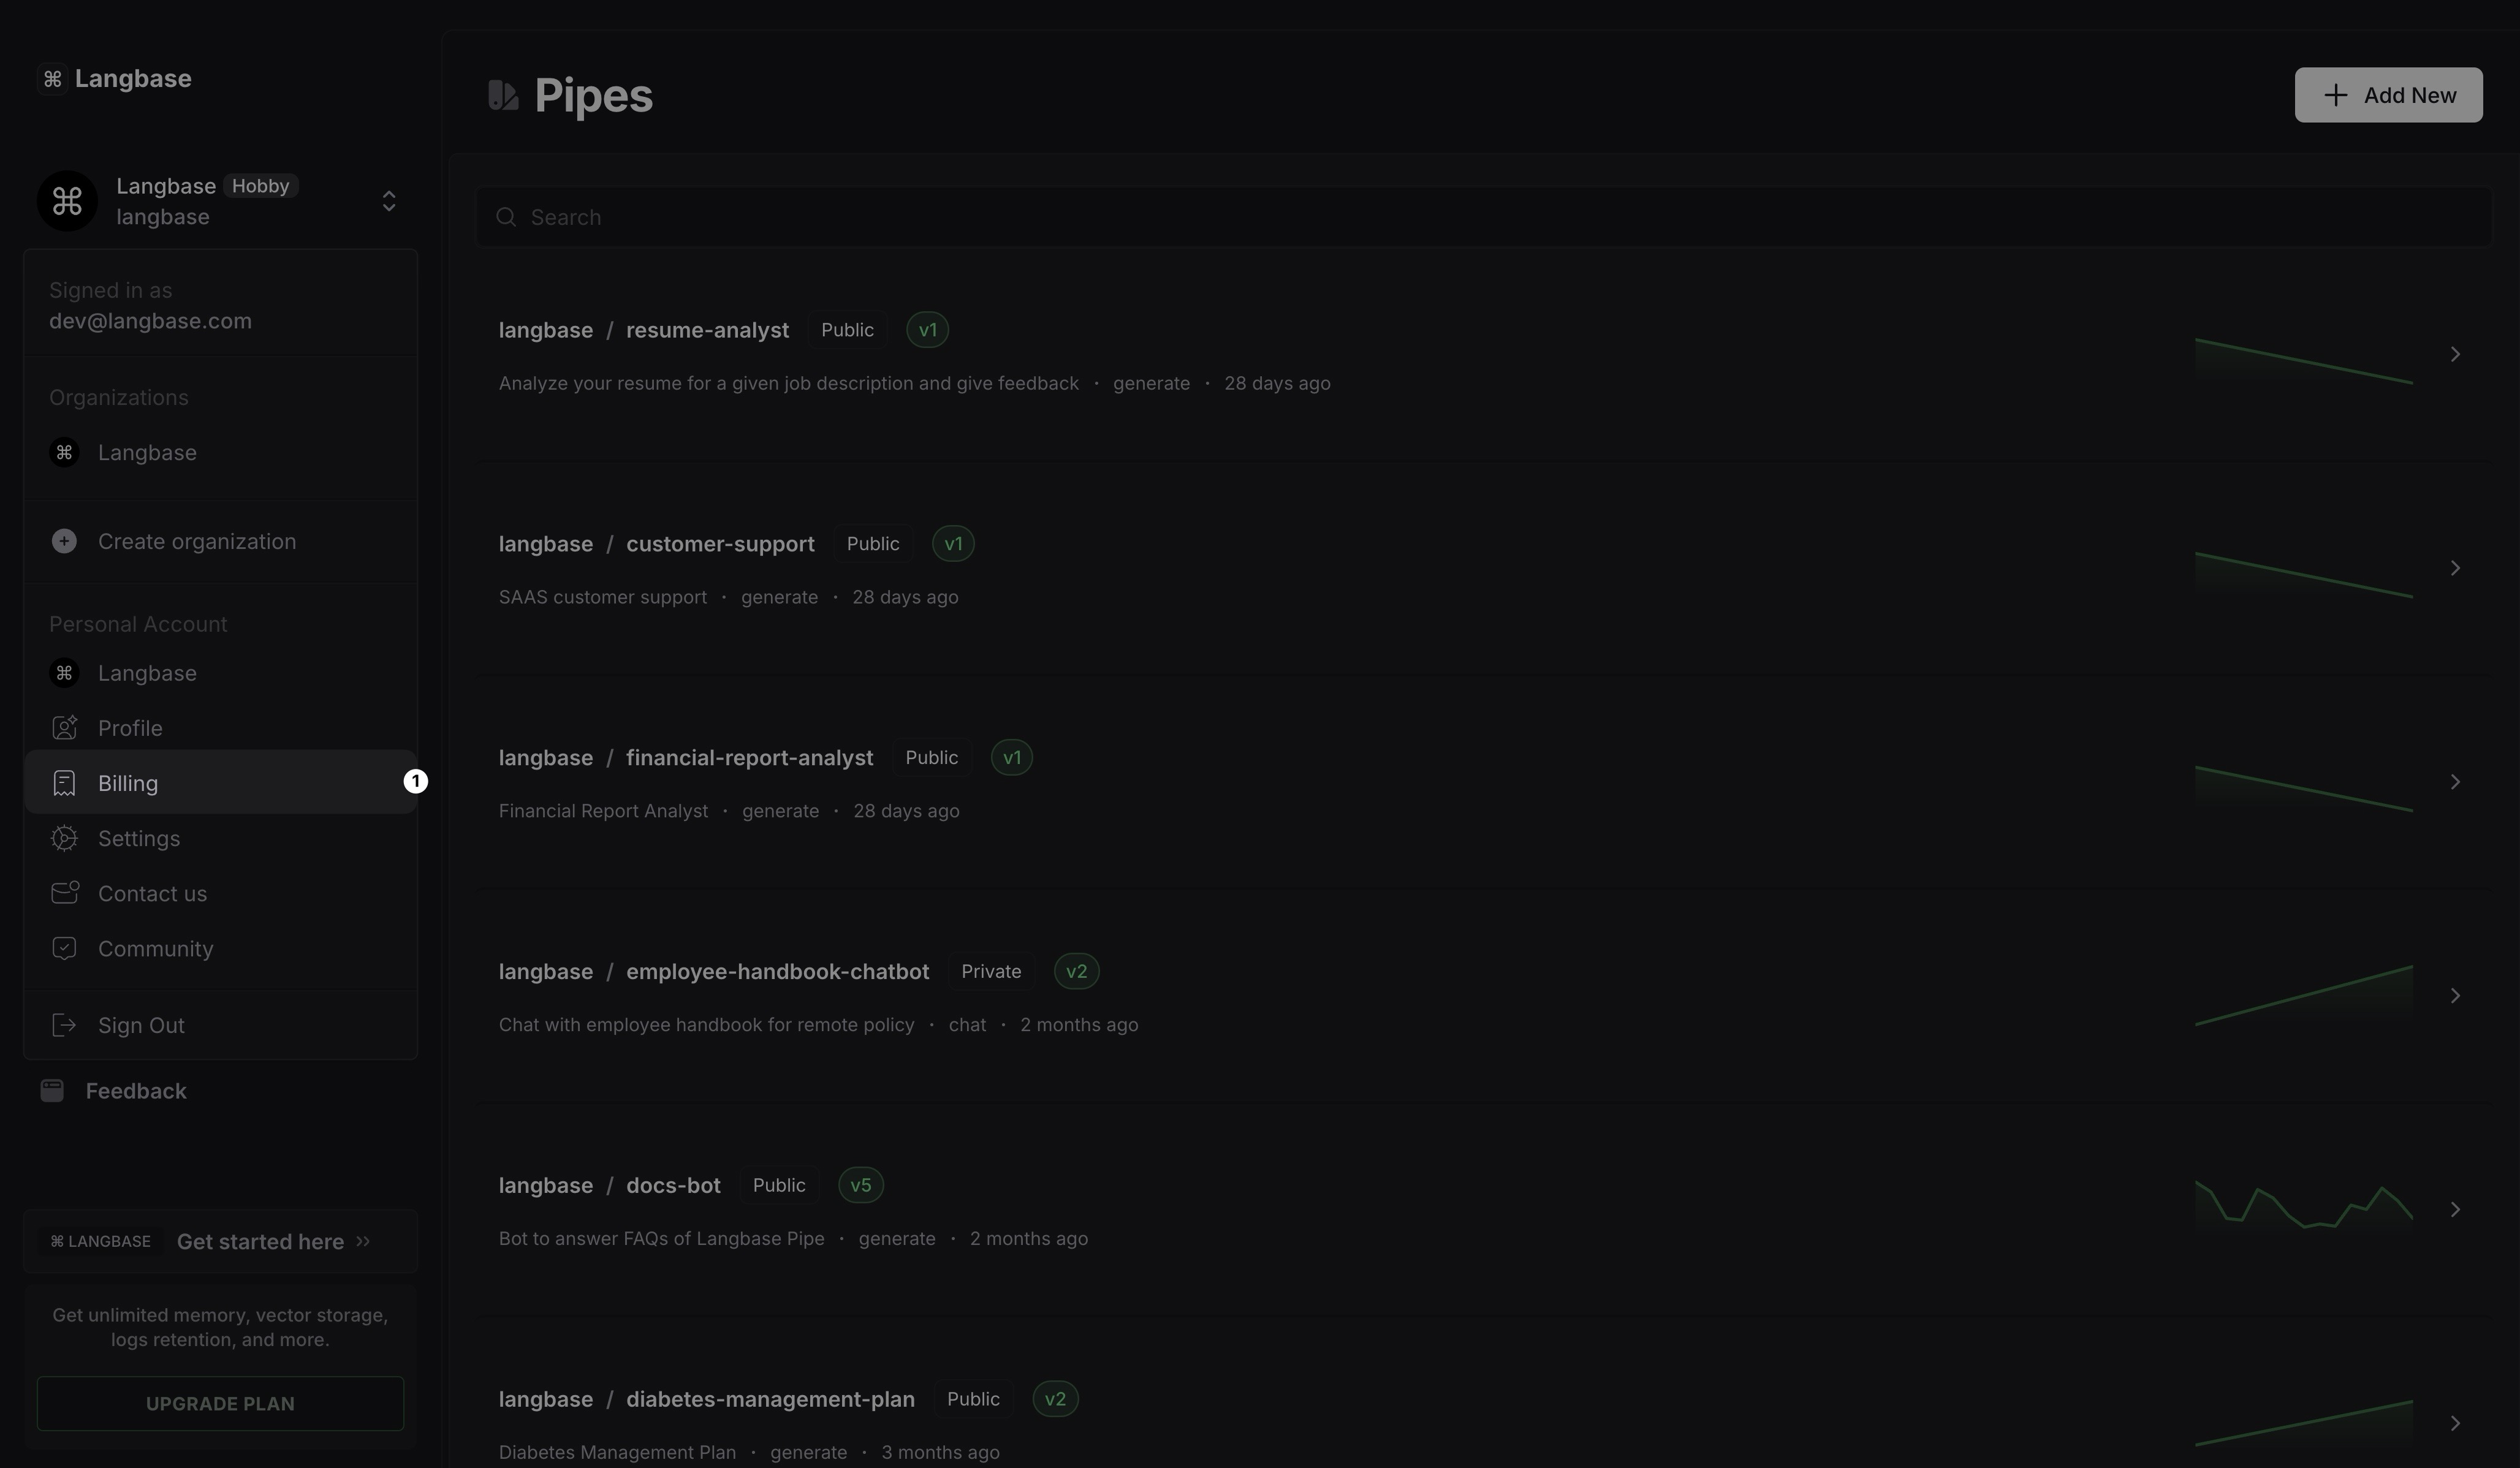 ⌘ Langbase
Langbase Hobby
langbase
Signed in as
dev@langbase.com
Organizations
⌘ Langbase
Create organization
Personal Account
⌘ Langbase
Profile
Billing 1
Settings
Contact us
Community
Sign Out
Feedback
⌘ LANGBASE Get started here
Get unlimited memory, vector storage,
logs retention, and more.
UPGRADE PLAN
Pipes
Add New
Search
langbase / resume-analyst Public v1
Analyze your resume for a given job description and give feedback · generate · 28 days ago
langbase / customer-support Public v1
SAAS customer support · generate · 28 days ago
langbase / financial-report-analyst Public v1
Financial Report Analyst · generate · 28 days ago
langbase / employee-handbook-chatbot Private v2
Chat with employee handbook for remote policy · chat · 2 months ago
langbase / docs-bot Public v5
Bot to answer FAQs of Langbase Pipe · generate · 2 months ago
langbase / diabetes-management-plan Public v2
Diabetes Management Plan · generate · 3 months ago